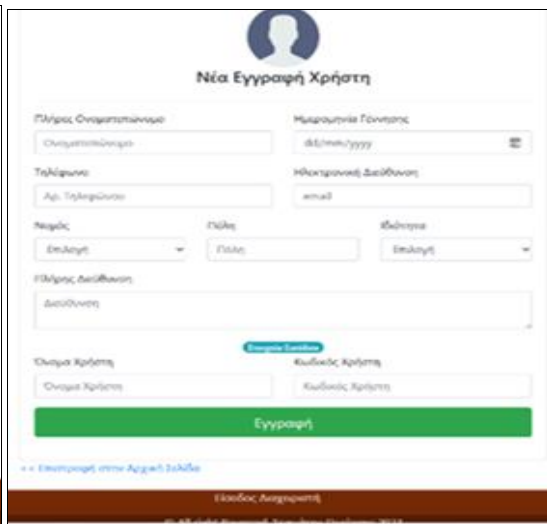 Νέα Εγγραφή Χρήστη
Πλήρες Ονοματεπώνυμο Ημερομηνία Γέννησης
Ονοματεπώνυμο dd/mm/yyyy
Τηλέφωνο Ηλεκτρονική Διεύθυνση
Αρ. Τηλεφώνου email
Νομός Πόλη Ιδιότητα
Επιλογή Πόλη Επιλογή
Πλήρης Διεύθυνση
Διεύθυνση
Στοιχεία Εισόδου
Όνομα Χρήστη Κωδικός Χρήστη
Όνομα Χρήστη Κωδικός Χρήστη
Εγγραφή
<< Επιστροφή στην Αρχική Σελίδα
Είσοδος Διαχειριστή